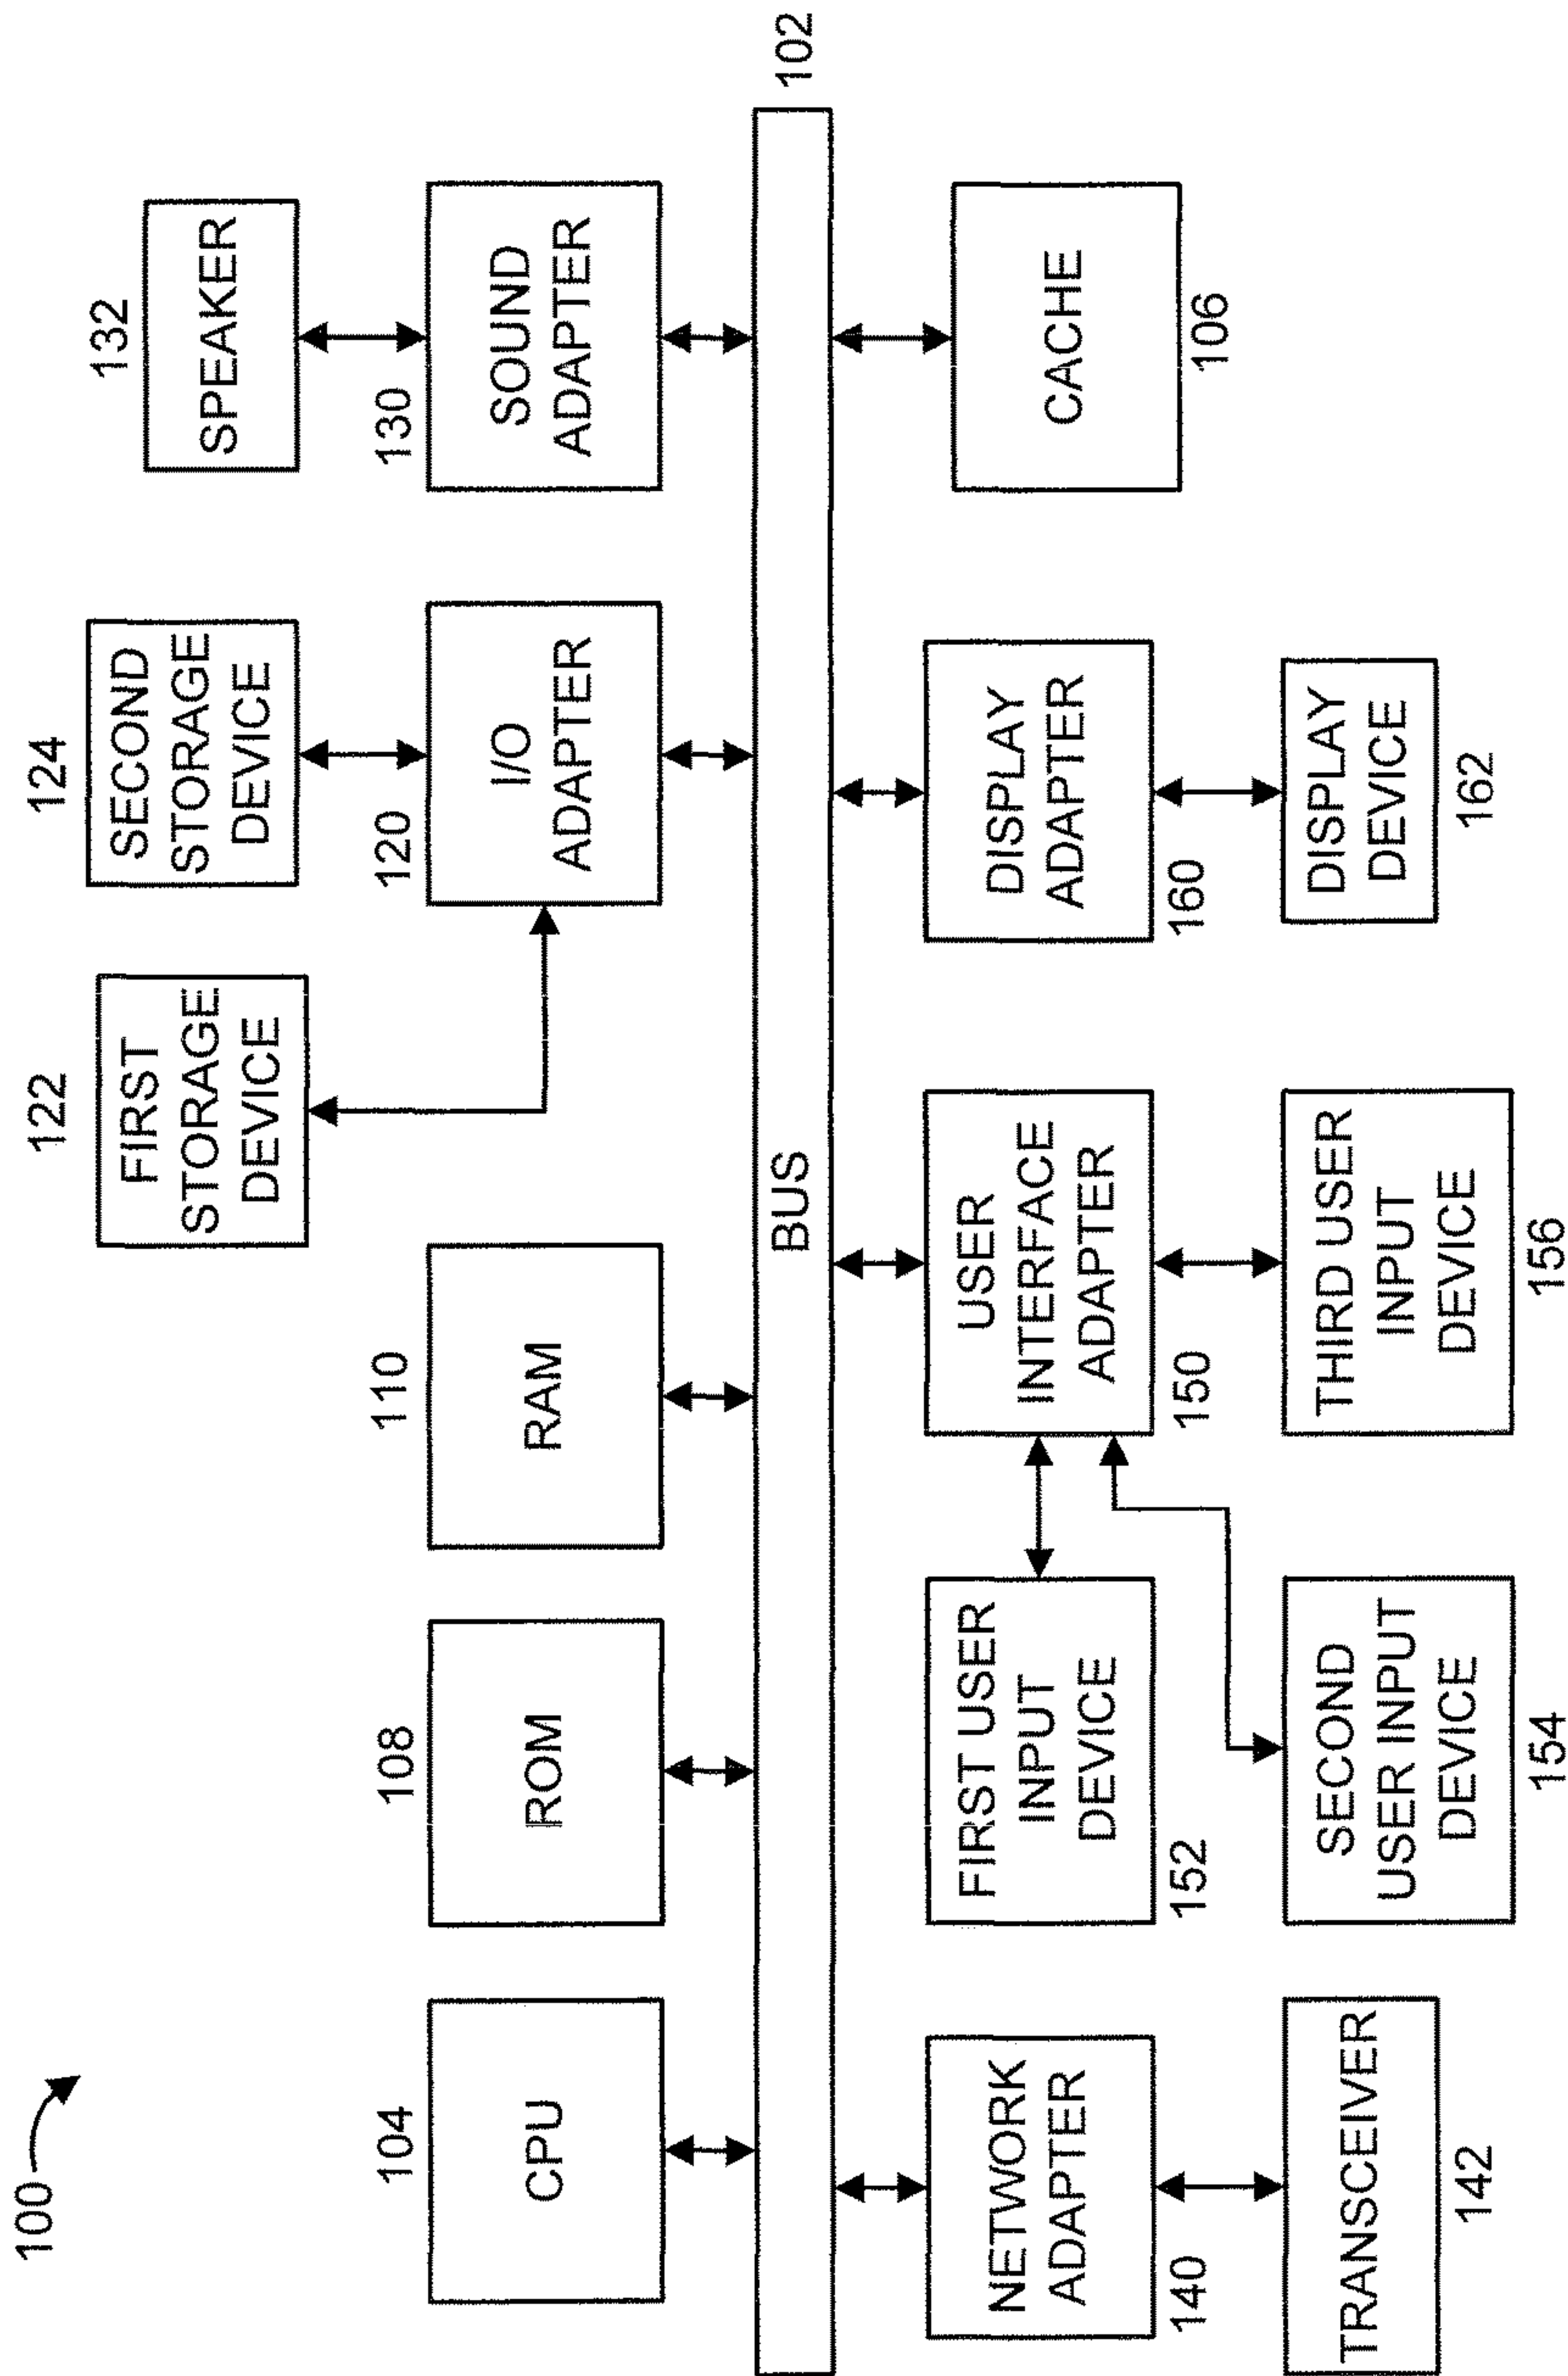 100
122
FIRST
STORAGE
DEVICE
124
SECOND
STORAGE
DEVICE
132
SPEAKER
104
CPU
108
ROM
110
RAM
120
I/O
ADAPTER
130
SOUND
ADAPTER
BUS
102
NETWORK
ADAPTER
140
FIRST USER
INPUT
DEVICE
152
USER
INTERFACE
ADAPTER
150
DISPLAY
ADAPTER
160
CACHE
106
TRANSCEIVER
142
SECOND
USER INPUT
DEVICE
154
THIRD USER
INPUT
DEVICE
156
DISPLAY
DEVICE
162